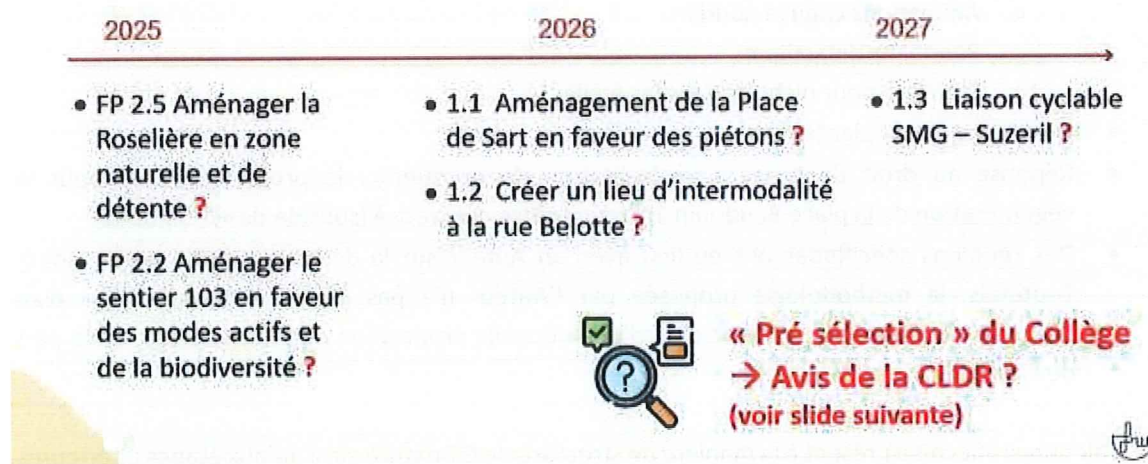 2025
2026
2027
• FP 2.5 Aménager la
Roselière en zone
naturelle et de
détente ?
• FP 2.2 Aménager le
sentier 103 en faveur
des modes actifs et
de la biodiversité ?
• 1.1 Aménagement de la Place
de Sart en faveur des piétons ?
• 1.2 Créer un lieu d'intermodalité
à la rue Belotte ?
• 1.3 Liaison cyclable
SMG – Suzeril ?
?
« Pré sélection » du Collège
→ Avis de la CLDR ?
(voir slide suivante)